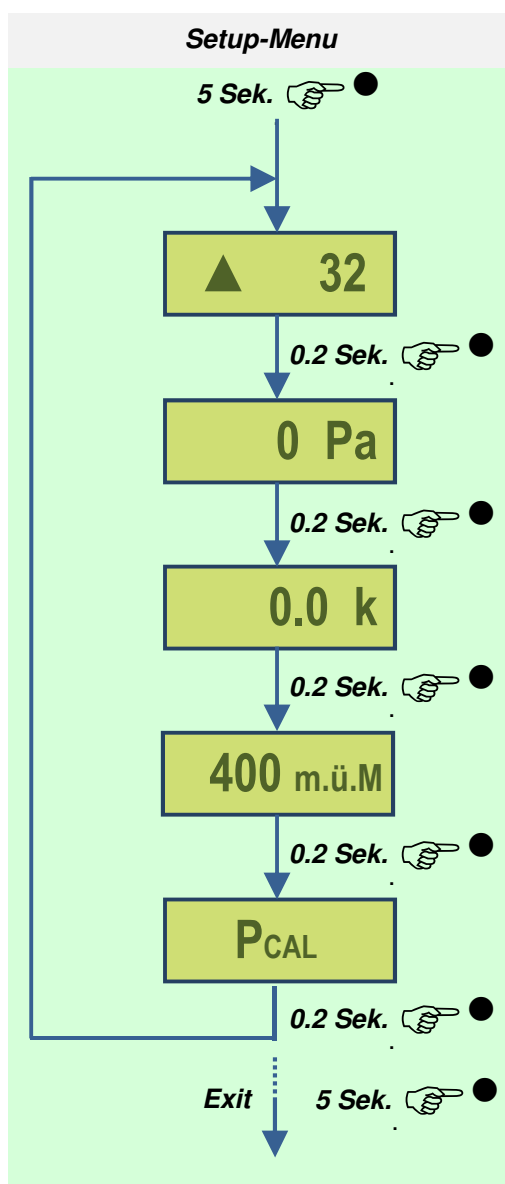 Setup-Menu
5 Sek.
▲ 32
0.2 Sek.
.
0 Pa
0.2 Sek.
.
0.0 k
0.2 Sek.
.
400 m.ü.M
0.2 Sek.
.
PCAL
0.2 Sek.
.
Exit 5 Sek.
.